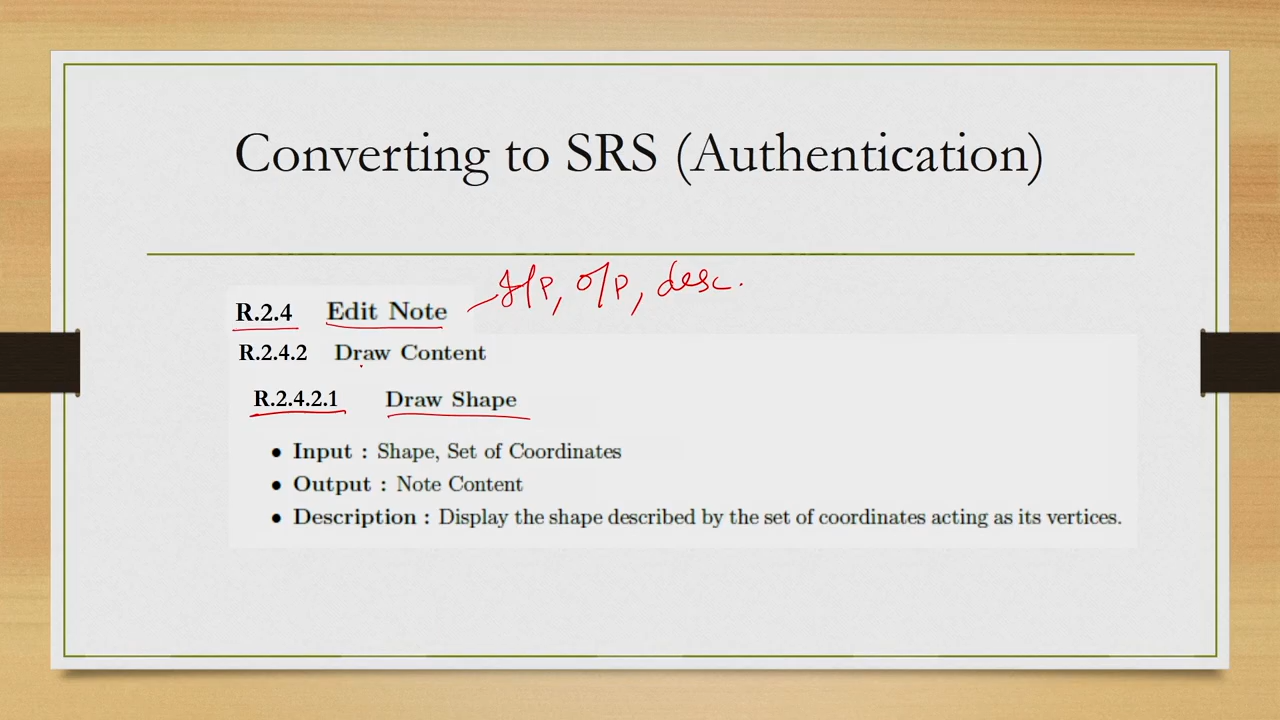 Converting to SRS (Authentication)
I/P, O/P, desc.
R.2.4 Edit Note
R.2.4.2 Draw Content
R.2.4.2.1 Draw Shape
• Input : Shape, Set of Coordinates
• Output : Note Content
• Description : Display the shape described by the set of coordinates acting as its vertices.